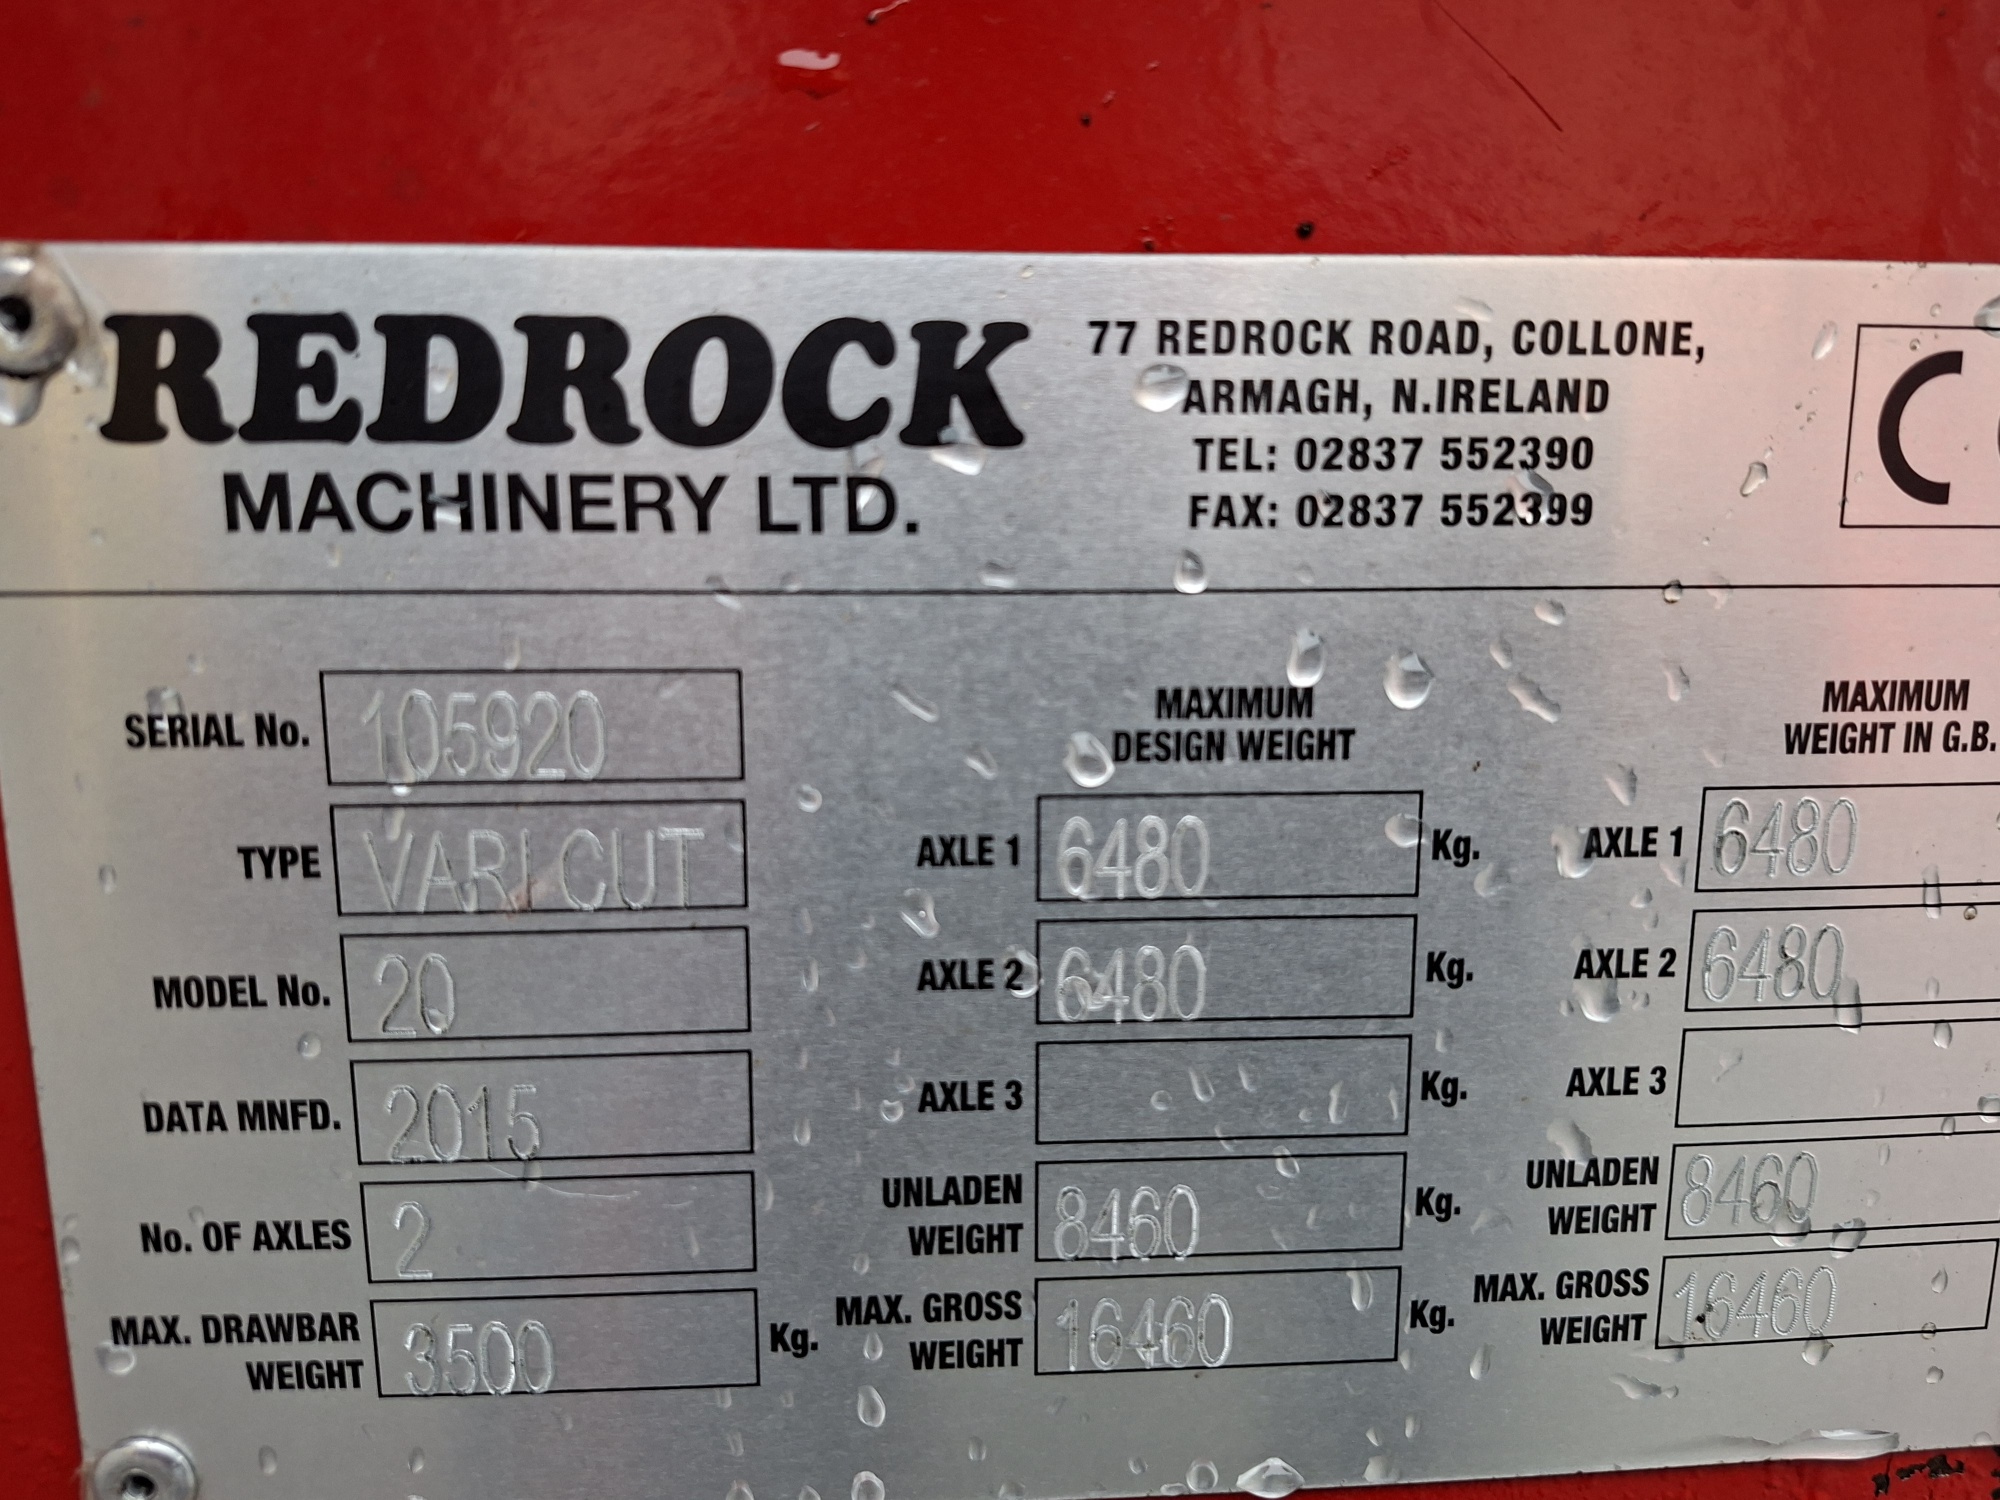 REDROCK
MACHINERY LTD.
77 REDROCK ROAD, COLLONE,
ARMAGH, N.IRELAND
TEL: 02837 552390
FAX: 02837 552399
SERIAL No. 105920
TYPE VARI CUT
MODEL No. 20
DATA MNFD. 2015
No. OF AXLES 2
MAX. DRAWBAR
WEIGHT 3500 Kg.
MAXIMUM
DESIGN WEIGHT
AXLE 1 6480 Kg.
AXLE 2 6480 Kg.
AXLE 3 Kg.
UNLADEN
WEIGHT 8460 Kg.
MAX. GROSS
WEIGHT 16460 Kg.
MAXIMUM
WEIGHT IN G.B.
AXLE 1 6480
AXLE 2 6480
AXLE 3
UNLADEN
WEIGHT 8460
MAX. GROSS
WEIGHT 16460